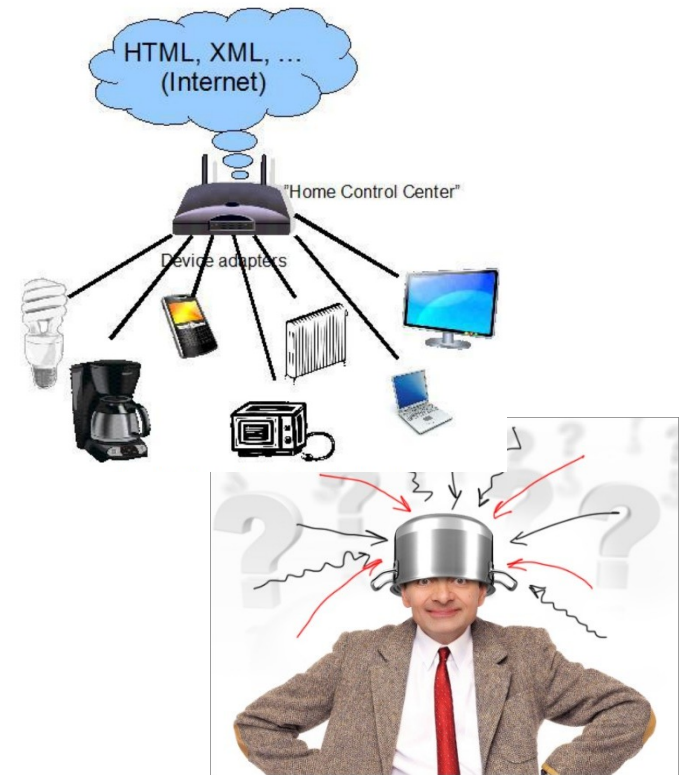 HTML, XML, ...
(Internet)
"Home Control Center"
Device adapters